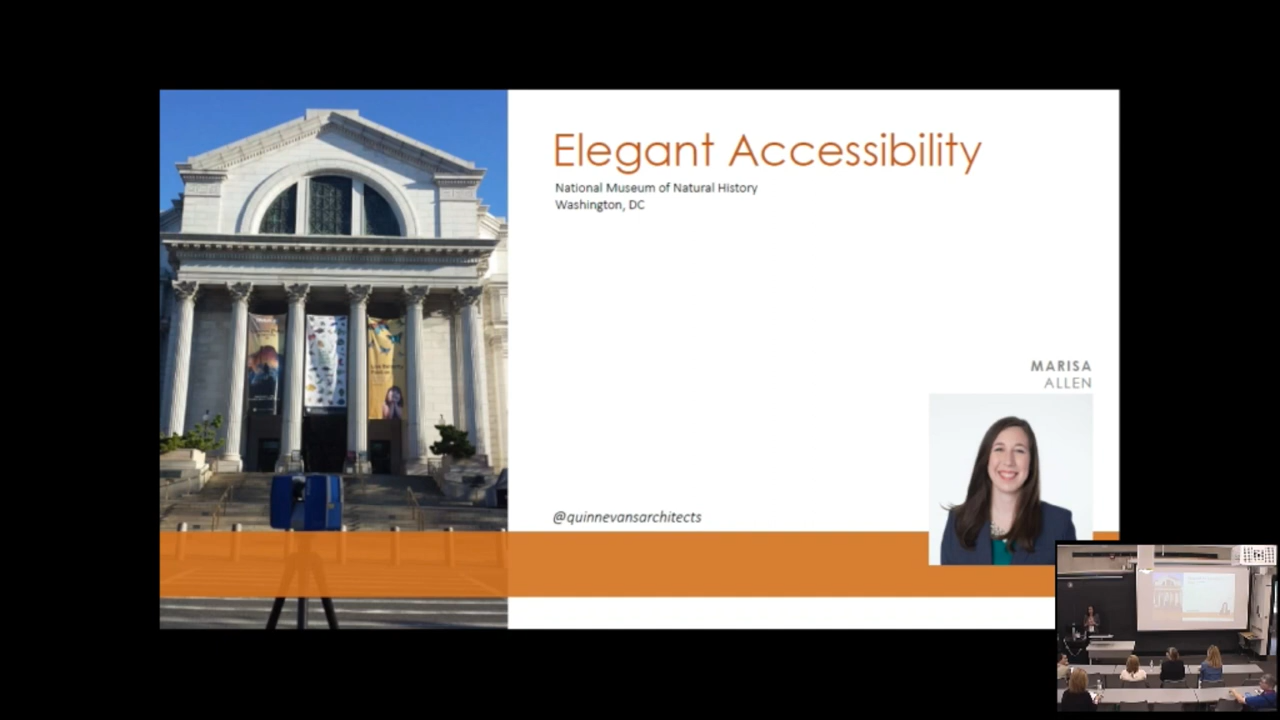 Elegant Accessibility
National Museum of Natural History
Washington, DC
MARISA
ALLEN
@quinnevansarchitects